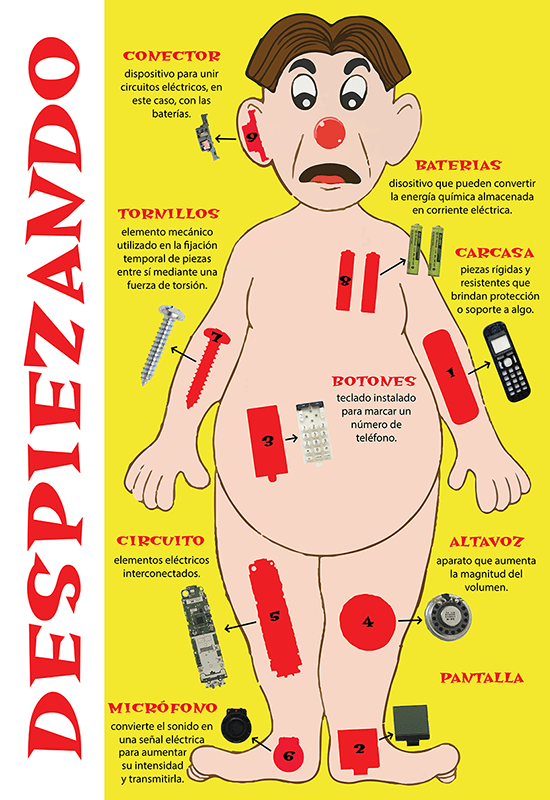 DESPIEZANDO
CONECTOR
dispositivo para unir
circuitos eléctricos, en
este caso, con las
baterías.
9
BATERIAS
disositivo que pueden convertir
la energía química almacenada
en corriente eléctrica.
8
TORNILLOS
elemento mecánico
utilizado en la fijación
temporal de piezas
entre sí mediante una
fuerza de torsión.
7
CARCASA
piezas rígidas y
resistentes que
brindan protección
o soporte a algo.
1
BOTONES
teclado instalado
para marcar un
número de
teléfono.
3
CIRCUITO
elementos eléctricos
interconectados.
5
ALTAVOZ
aparato que aumenta
la magnitud del
volumen.
4
PANTALLA
2
MICRÓFONO
convierte el sonido en
una señal eléctrica
para aumentar
su intensidad
y transmitirla.
6